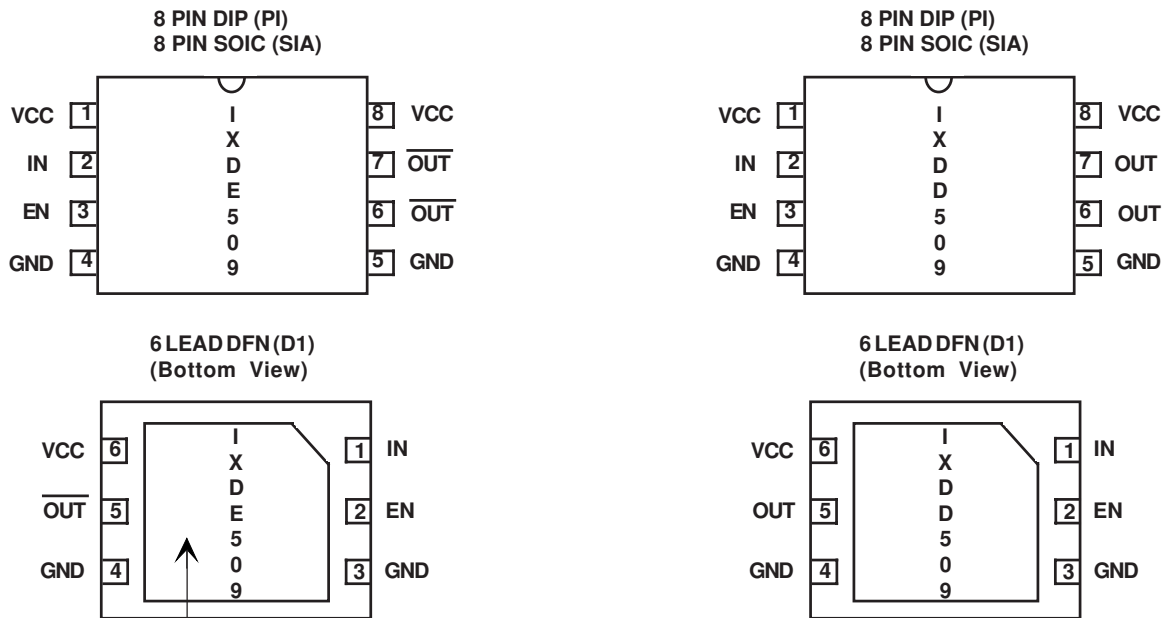 8 PIN DIP (PI)
8 PIN SOIC (SIA)
VCC 1
IN 2
EN 3
GND 4
I
X
D
E
5
0
9
8 VCC
7 OUT
6 OUT
5 GND
8 PIN DIP (PI)
8 PIN SOIC (SIA)
VCC 1
IN 2
EN 3
GND 4
I
X
D
D
5
0
9
8 VCC
7 OUT
6 OUT
5 GND
6 LEAD DFN (D1)
(Bottom View)
VCC 6
OUT 5
GND 4
I
X
D
E
5
0
9
1 IN
2 EN
3 GND
6 LEAD DFN (D1)
(Bottom View)
VCC 6
OUT 5
GND 4
I
X
D
D
5
0
9
1 IN
2 EN
3 GND